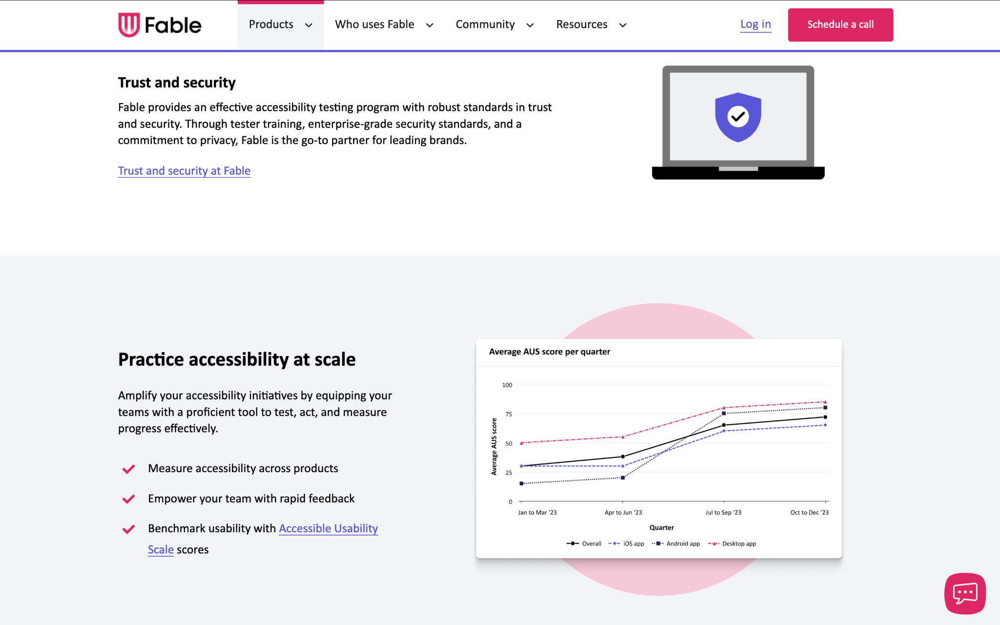 Fable
Products
Who uses Fable
Community
Resources
Log in
Schedule a call
Trust and security
Fable provides an effective accessibility testing program with robust standards in trust
and security. Through tester training, enterprise-grade security standards, and a
commitment to privacy, Fable is the go-to partner for leading brands.
Trust and security at Fable
Practice accessibility at scale
Amplify your accessibility initiatives by equipping your
teams with a proficient tool to test, act, and measure
progress effectively.
Measure accessibility across products
Empower your team with rapid feedback
Benchmark usability with Accessible Usability
Scale scores
Average AUS score per quarter
Average AUS score
100
75
50
25
0
Jan to Mar ‘23
Apr to Jun ‘23
Jul to Sep ‘23
Oct to Dec ‘23
Quarter
Overall
iOS app
Android app
Desktop app